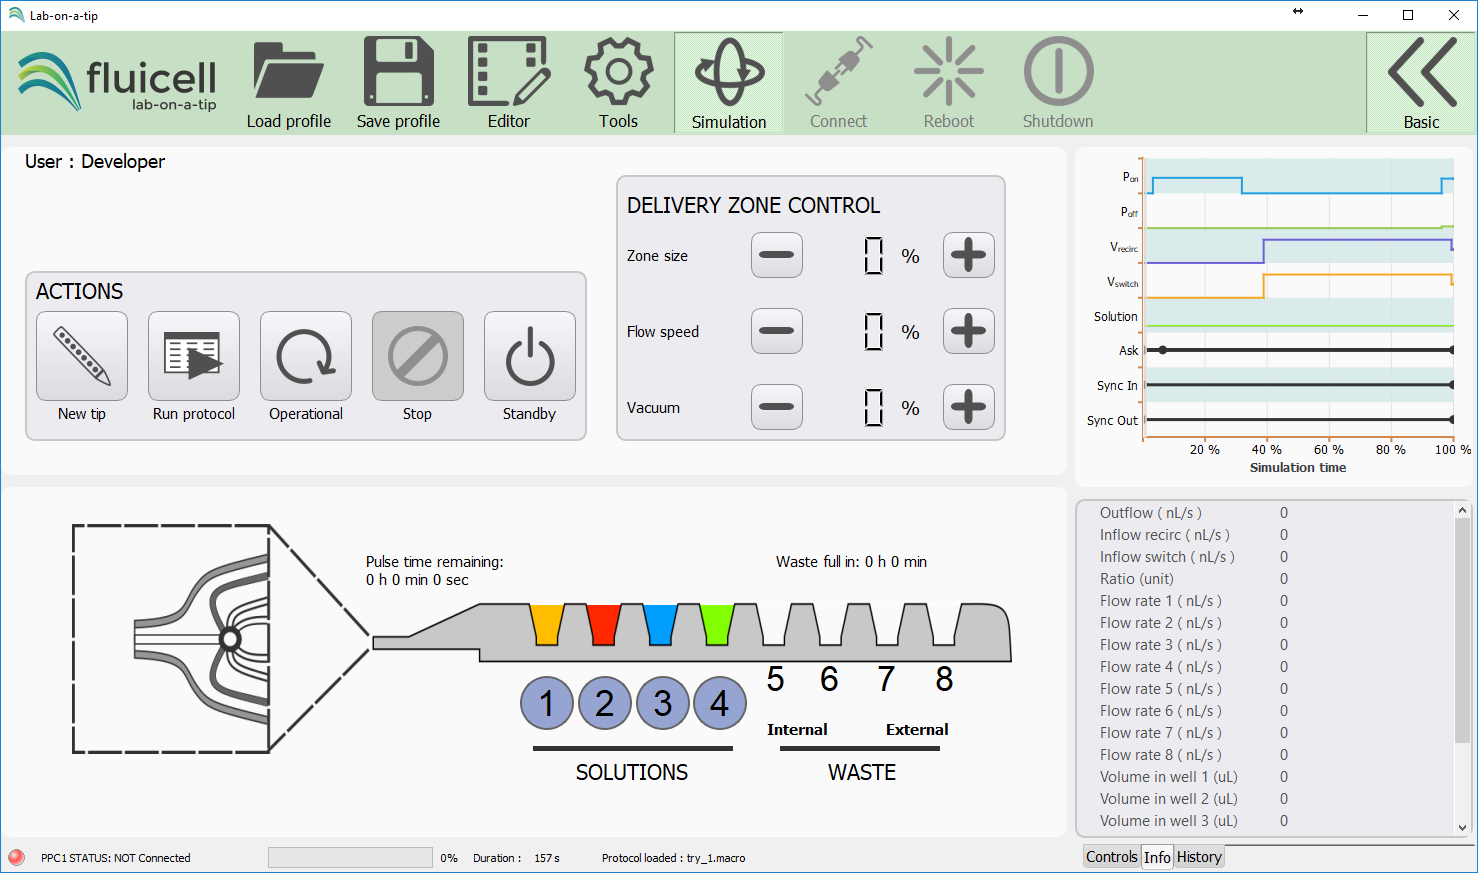 Lab-on-a-tip
fluicell
lab-on-a-tip
Load profile
Save profile
Editor
Tools
Simulation
Connect
Reboot
Shutdown
Basic
User : Developer
ACTIONS
New tip
Run protocol
Operational
Stop
Standby
DELIVERY ZONE CONTROL
Zone size 0 %
Flow speed 0 %
Vacuum 0 %
Pon
Poff
Vrecirc
Vswitch
Solution
Ask
Sync In
Sync Out
20 % 40 % 60 % 80 % 100 %
Simulation time
Pulse time remaining:
0 h 0 min 0 sec
Waste full in: 0 h 0 min
1 2 3 4 5 6 7 8
Internal External
SOLUTIONS WASTE
Outflow ( nL/s ) 0
Inflow recirc ( nL/s ) 0
Inflow switch ( nL/s ) 0
Ratio (unit) 0
Flow rate 1 ( nL/s ) 0
Flow rate 2 ( nL/s ) 0
Flow rate 3 ( nL/s ) 0
Flow rate 4 ( nL/s ) 0
Flow rate 5 ( nL/s ) 0
Flow rate 6 ( nL/s ) 0
Flow rate 7 ( nL/s ) 0
Flow rate 8 ( nL/s ) 0
Volume in well 1 (uL) 0
Volume in well 2 (uL) 0
Volume in well 3 (uL) 0
Controls Info History
PPC1 STATUS: NOT Connected 0% Duration : 157 s Protocol loaded : try_1.macro